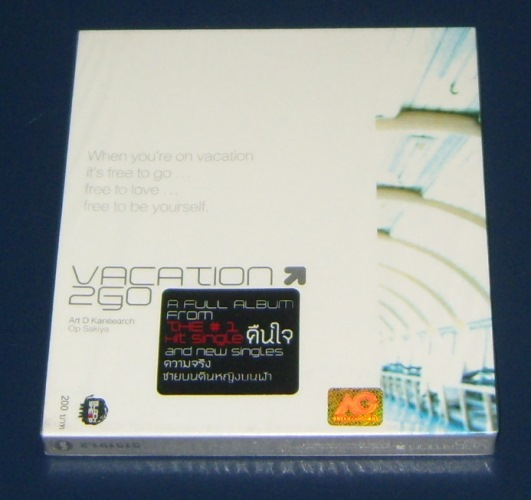 When you're on vacation
it's free to go ...
free to love ...
free to be yourself.
VACATION
2GO
Art D Kaneearch
Op Sakiya
A FULL ALBUM
FROM
THE # 1
Hit Single คืนใจ
and new singles
ความจริง
ชายบนดินหญิงบนฟ้า
200 บาท